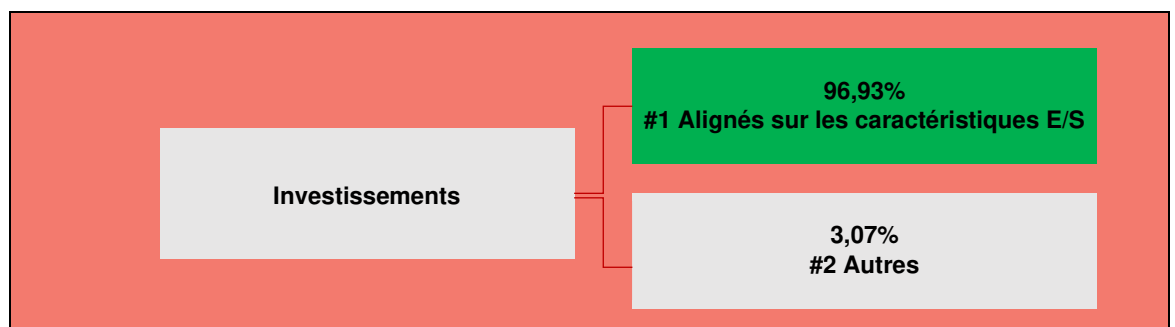 96,93%
#1 Alignés sur les caractéristiques E/S
Investissements
3,07%
#2 Autres